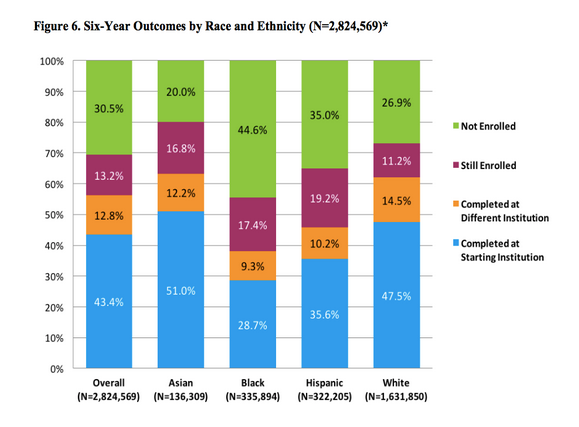 Figure 6. Six-Year Outcomes by Race and Ethnicity (N=2,824,569)*
100%
90%
80%
70%
60%
50%
40%
30%
20%
10%
0%
30.5%
13.2%
12.8%
43.4%
20.0%
16.8%
12.2%
51.0%
44.6%
17.4%
9.3%
28.7%
35.0%
19.2%
10.2%
35.6%
26.9%
11.2%
14.5%
47.5%
Not Enrolled
Still Enrolled
Completed at
Different Institution
Completed at
Starting Institution
Overall
(N=2,824,569)
Asian
(N=136,309)
Black
(N=335,894)
Hispanic
(N=322,205)
White
(N=1,631,850)